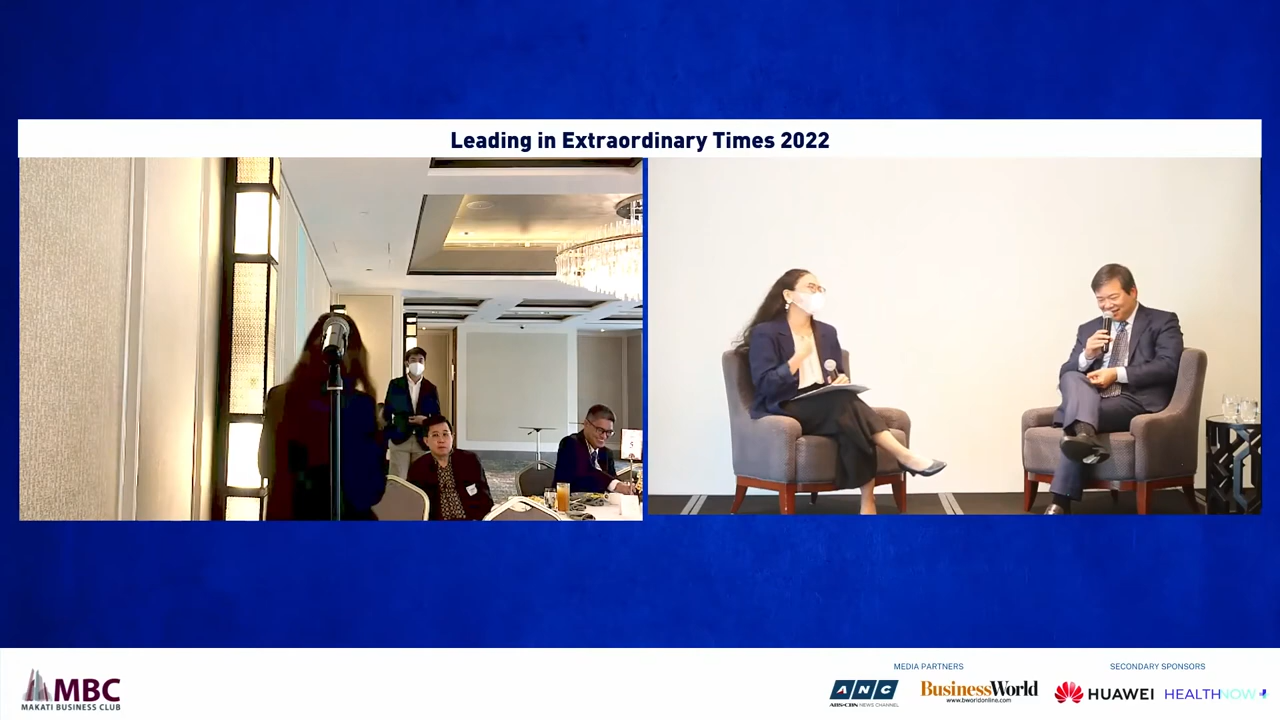 Leading in Extraordinary Times 2022
5
MBC
MAKATI BUSINESS CLUB
MEDIA PARTNERS
ANC
ABS-CBN NEWS CHANNEL
BusinessWorld
www.bworldonline.com
SECONDARY SPONSORS
HUAWEI
HEALTHNOW